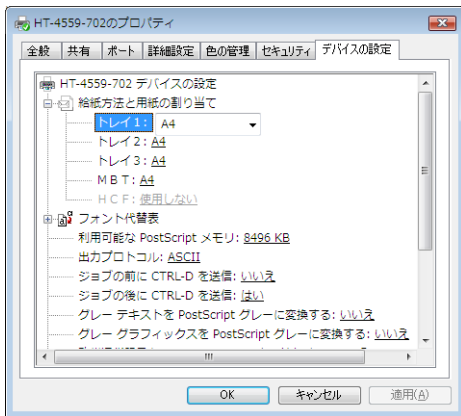 HT-4559-702のプロパティ
全般 共有 ポート 詳細設定 色の管理 セキュリティ デバイスの設定
HT-4559-702 デバイスの設定
給紙方法と用紙の割り当て
トレイ1: A4
トレイ2: A4
トレイ3: A4
MBT: A4
HCF: 使用しない
フォント代替表
利用可能な PostScript メモリ: 8496 KB
出力プロトコル: ASCII
ジョブの前に CTRL-D を送信: いいえ
ジョブの後に CTRL-D を送信: はい
グレー テキストを PostScript グレーに変換する: いいえ
グレー グラフィックスを PostScript グレーに変換する: いいえ
OK キャンセル 適用(A)